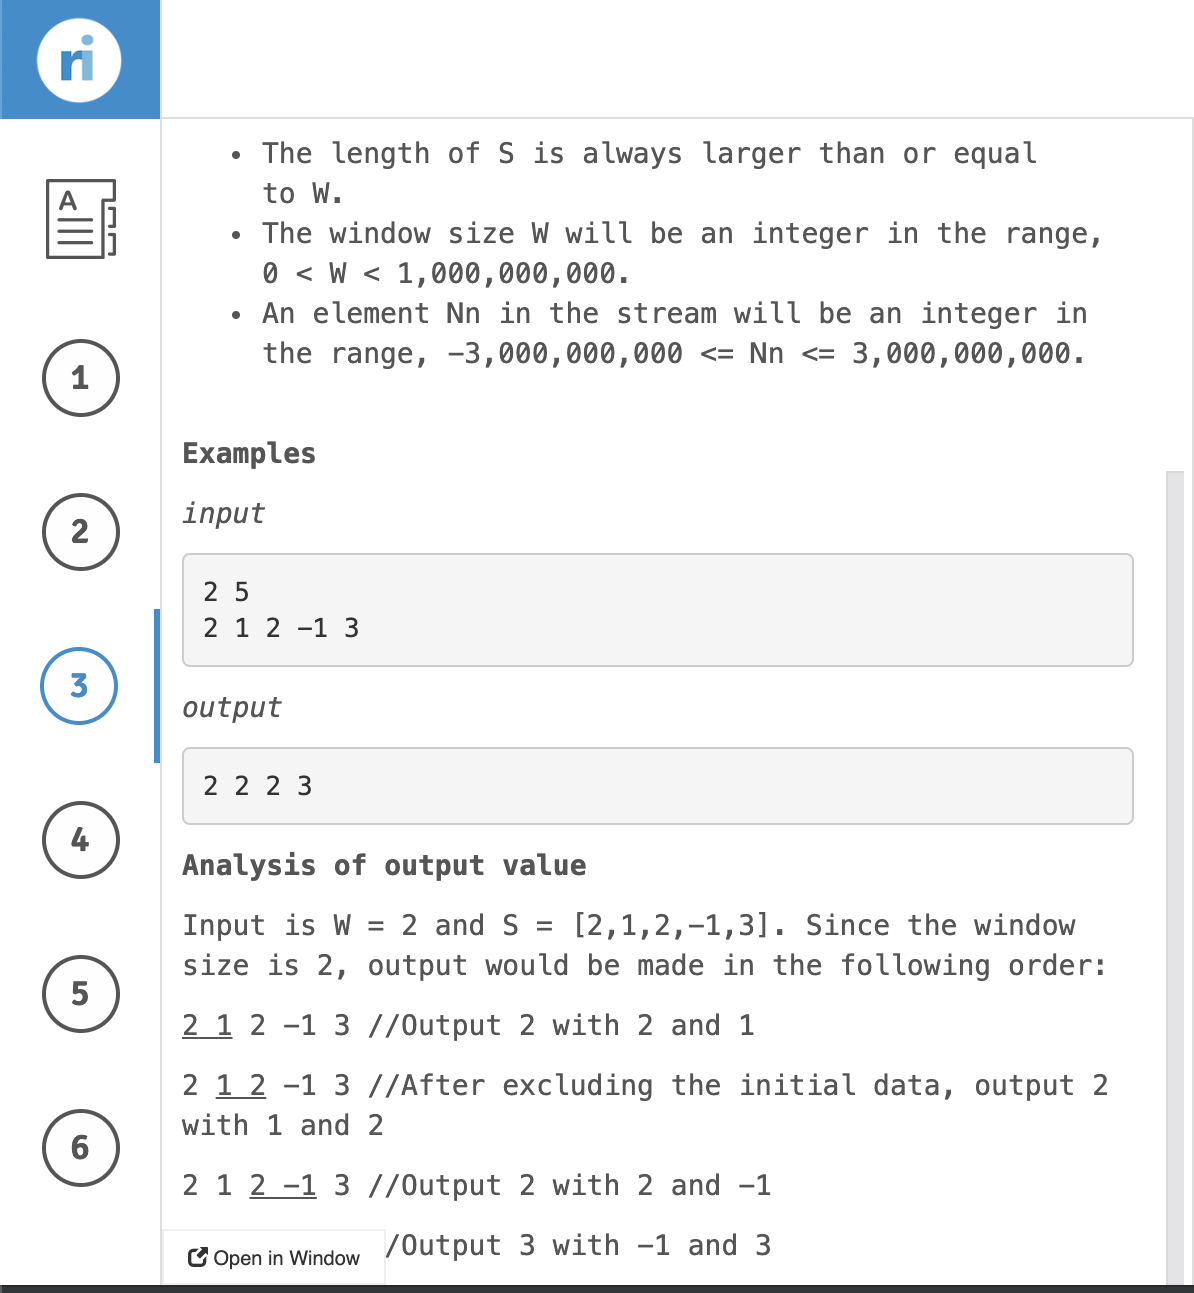 ri
A
1
2
3
4
5
6
• The length of S is always larger than or equal
to W.
• The window size W will be an integer in the range,
0 < W < 1,000,000,000.
• An element Nn in the stream will be an integer in
the range, −3,000,000,000 <= Nn <= 3,000,000,000.
Examples
input
2 5
2 1 2 −1 3
output
2 2 2 3
Analysis of output value
Input is W = 2 and S = [2,1,2,−1,3]. Since the window
size is 2, output would be made in the following order:
2 1 2 −1 3 //Output 2 with 2 and 1
2 1 2 −1 3 //After excluding the initial data, output 2
with 1 and 2
2 1 2 −1 3 //Output 2 with 2 and −1
/Output 3 with −1 and 3
Open in Window